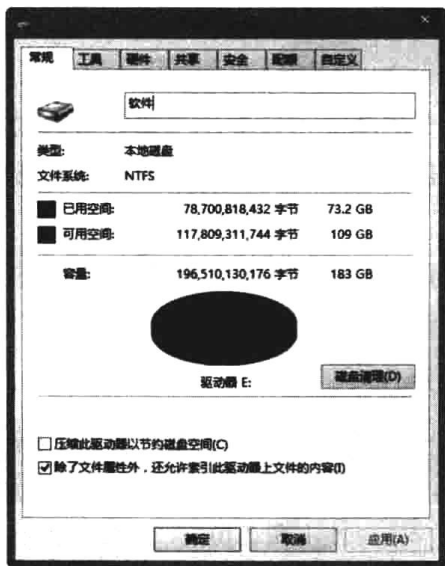 常规 工具 硬件 共享 安全 配额 自定义
软件
类型: 本地磁盘
文件系统: NTFS
已用空间: 78,700,818,432 字节 73.2 GB
可用空间: 117,809,311,744 字节 109 GB
容量: 196,510,130,176 字节 183 GB
驱动器 E:
磁盘清理(D)
压缩此驱动器以节约磁盘空间(C)
除了文件属性外，还允许索引此驱动器上文件的内容(I)
确定 取消 应用(A)